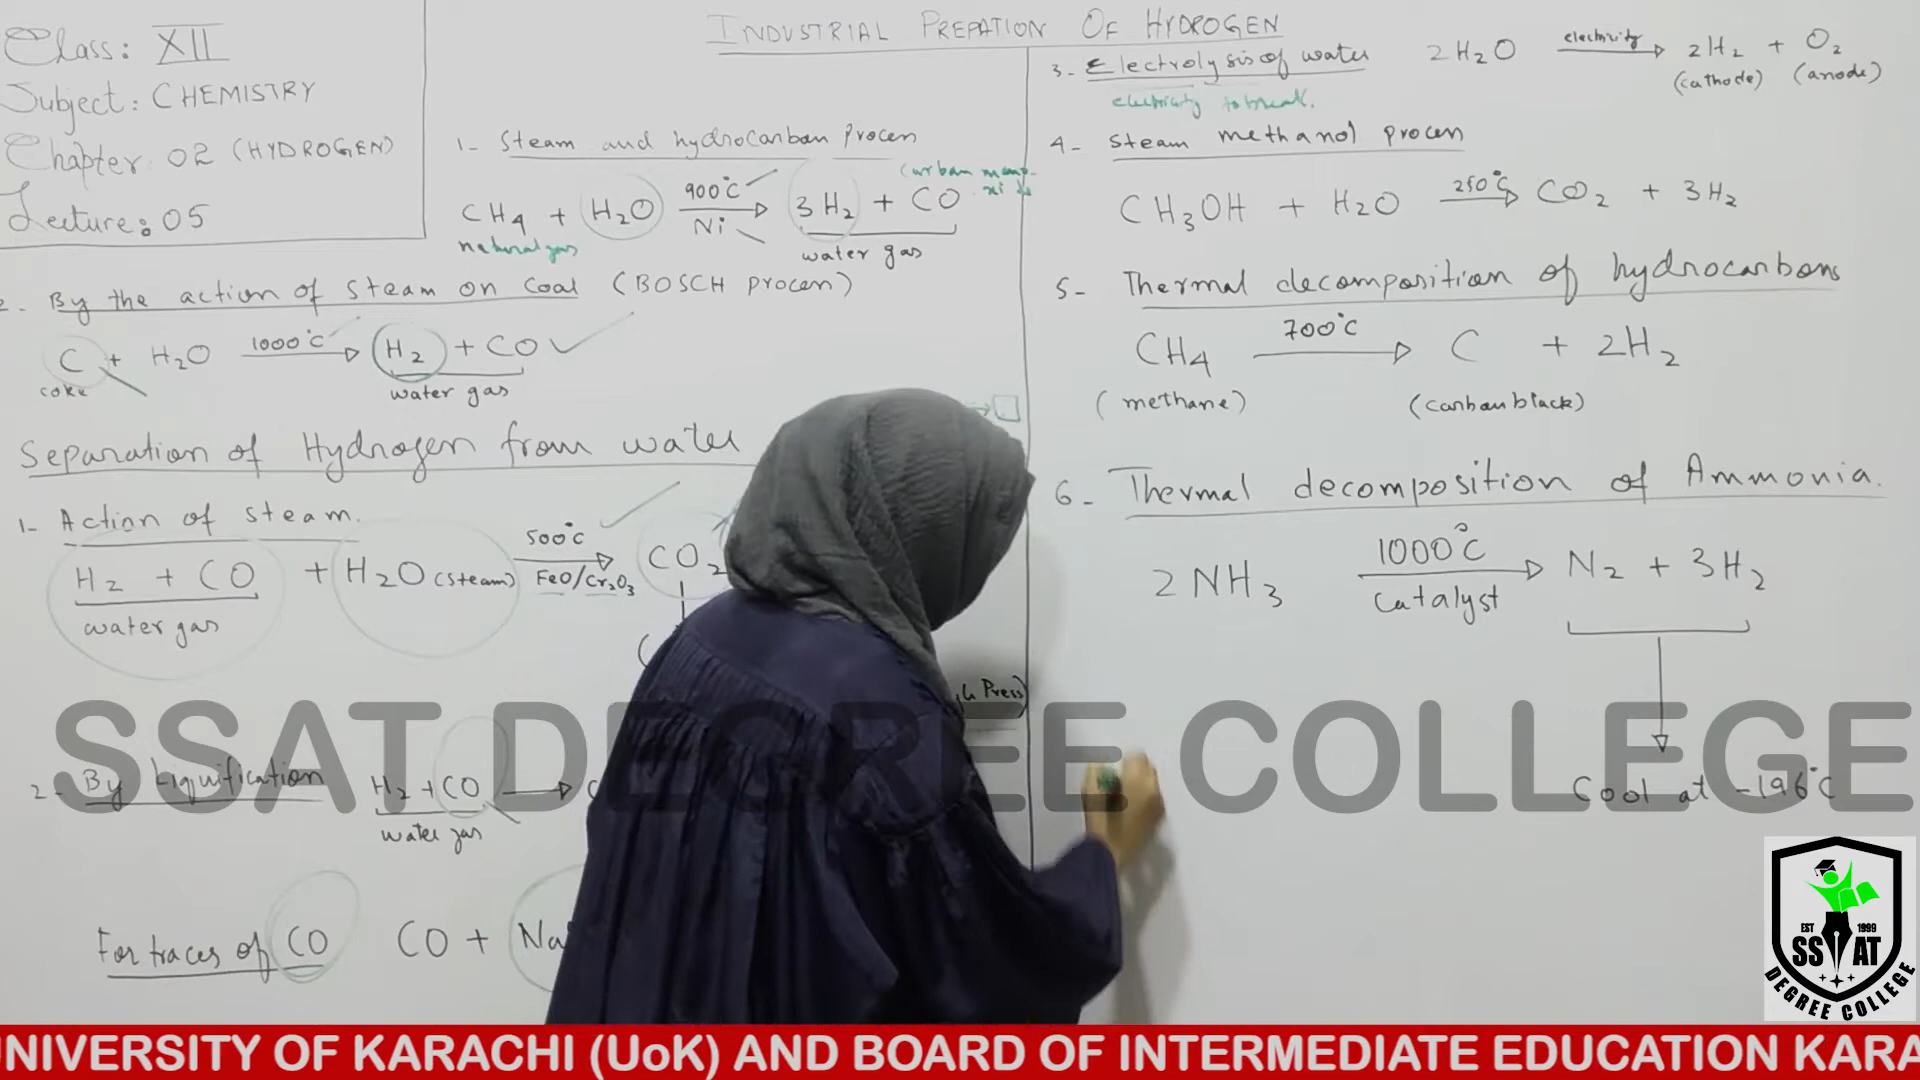 Class: XII
Subject: CHEMISTRY
Chapter 02 (HYDROGEN)
Lecture: 05
INDUSTRIAL PREPATION OF HYDROGEN
1- Steam and hydrocarbon Process
CH4 + H2O 900°C Ni → 3H2 + CO
natural gas
water gas
2. By the action of steam on coal (BOSCH process)
C + H2O 1000°C → H2 + CO
coke
water gas
Separation of Hydrogen from water
1- Action of steam.
H2 + CO + H2O (steam) 500°C FeO/Cr2O3 → CO2
water gas
Press)
2- By Liquification H2 + CO →
water gas
For traces of CO CO + Na
3- Electrolysis of water 2H2O electricity → 2H2 + O2
(cathode) (anode)
electricity to break.
4- Steam methanol process
CH3OH + H2O 250°C → CO2 + 3H2
5- Thermal decomposition of hydrocarbons
CH4 700°C → C + 2H2
(methane) (carbon black)
6- Thermal decomposition of Ammonia.
2NH3 1000°C Catalyst → N2 + 3H2
Cool at -196°C
SSAT DEGREE COLLEGE
EST 1999
SSAT
DEGREE COLLEGE
UNIVERSITY OF KARACHI (UoK) AND BOARD OF INTERMEDIATE EDUCATION KARA